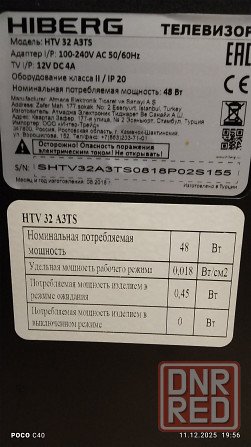 HIBERG
ТЕЛЕВИЗОР
Модель: HTV 32 A3TS
Адаптер I/P: 100-240V AC 50/60Hz
TV I/P: 12V DC 4A
Оборудование класса II / IP 20
Номинальная потребляемая мощность: 48 Вт
EAC
Осторожно! Опасность поражения
электрическим током! Не открывать!
S/N: SHTV32A3TS0818P02S155
Изготовлен в Турции
HTV 32 A3TS
Номинальная потребляемая мощность 48 Вт
Удельная мощность рабочего режима 0,018 Вт/см2
Потребляемая мощность изделием в режиме ожидания 0,45 Вт
Потребляемая мощность изделием в выключенном режиме 0 Вт
DNR
RED
POCO C40
11.12.2025 19:56